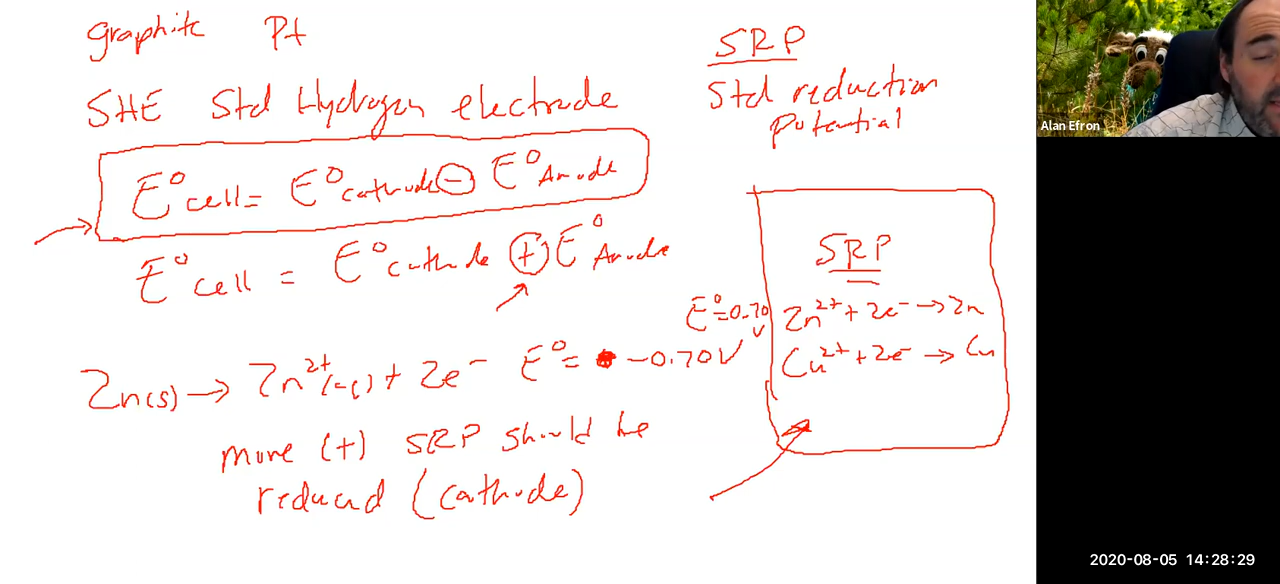 graphite Pt
SHE Std Hydrogen electrode
E° cell = E° cathode - E° Anode
E° cell = E° cathode + E° Anode
Zn(s) → Zn²⁺(aq) + 2e⁻ E° = -0.70V
more (+) SRP should be
reduced (cathode)
SRP
Std reduction
potential
SRP
E°=0.70 V
Zn²⁺ + 2e⁻ → Zn
Cu²⁺ + 2e⁻ → Cu
Alan Efron
2020-08-05 14:28:29